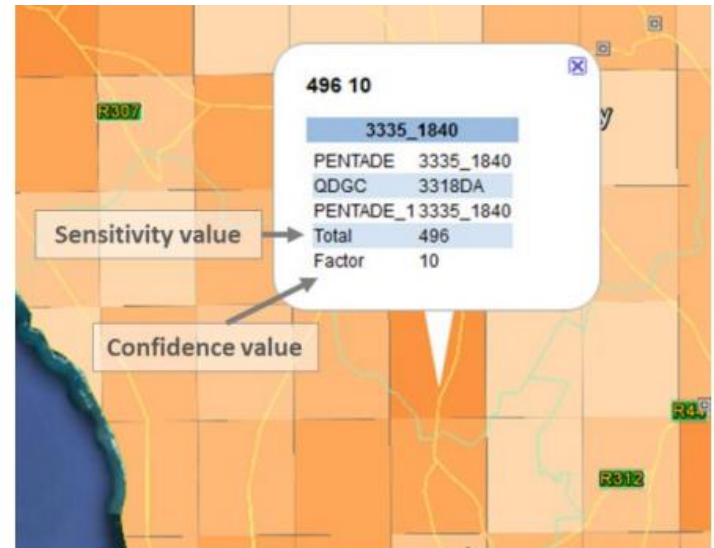 496 10
y
R307
3335_1840
PENTADE 3335_1840
QDGC 3318DA
PENTADE_1 3335_1840
Sensitivity value
Total 496
Factor 10
Confidence value
R312